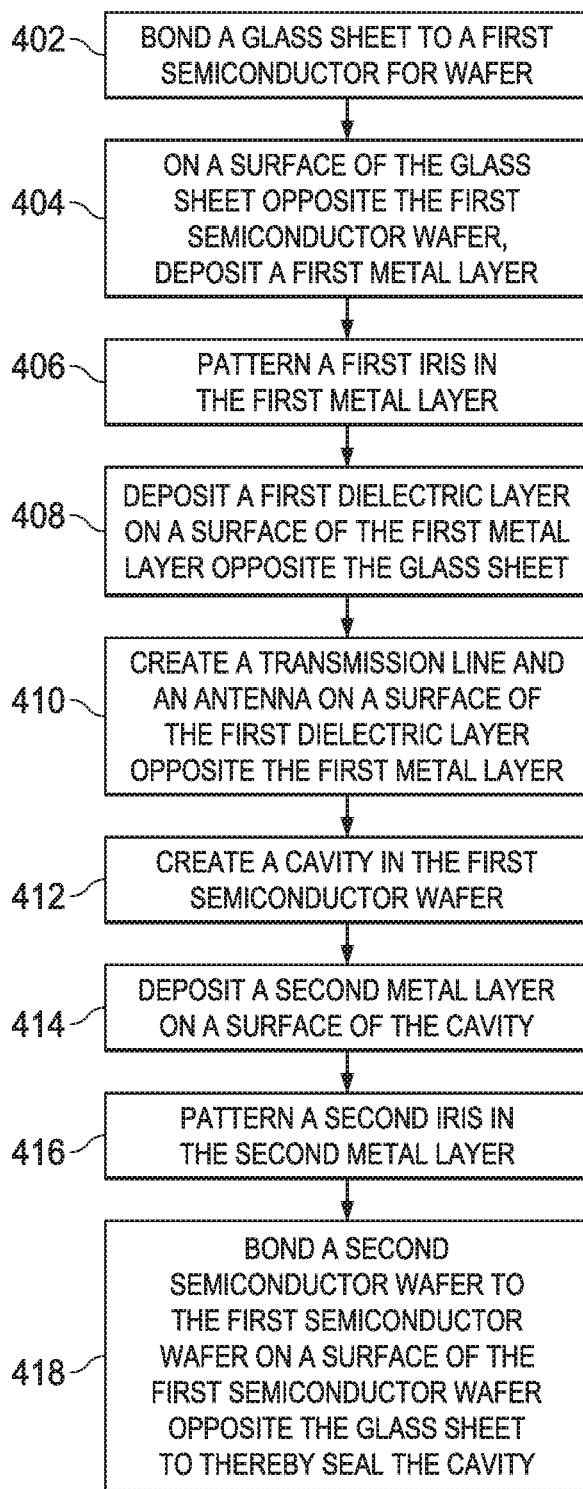 402
BOND A GLASS SHEET TO A FIRST
SEMICONDUCTOR FOR WAFER
404
ON A SURFACE OF THE GLASS
SHEET OPPOSITE THE FIRST
SEMICONDUCTOR WAFER,
DEPOSIT A FIRST METAL LAYER
406
PATTERN A FIRST IRIS IN
THE FIRST METAL LAYER
408
DEPOSIT A FIRST DIELECTRIC LAYER
ON A SURFACE OF THE FIRST METAL
LAYER OPPOSITE THE GLASS SHEET
410
CREATE A TRANSMISSION LINE AND
AN ANTENNA ON A SURFACE OF
THE FIRST DIELECTRIC LAYER
OPPOSITE THE FIRST METAL LAYER
412
CREATE A CAVITY IN THE FIRST
SEMICONDUCTOR WAFER
414
DEPOSIT A SECOND METAL LAYER
ON A SURFACE OF THE CAVITY
416
PATTERN A SECOND IRIS IN
THE SECOND METAL LAYER
418
BOND A SECOND
SEMICONDUCTOR WAFER TO
THE FIRST SEMICONDUCTOR
WAFER ON A SURFACE OF THE
FIRST SEMICONDUCTOR WAFER
OPPOSITE THE GLASS SHEET
TO THEREBY SEAL THE CAVITY